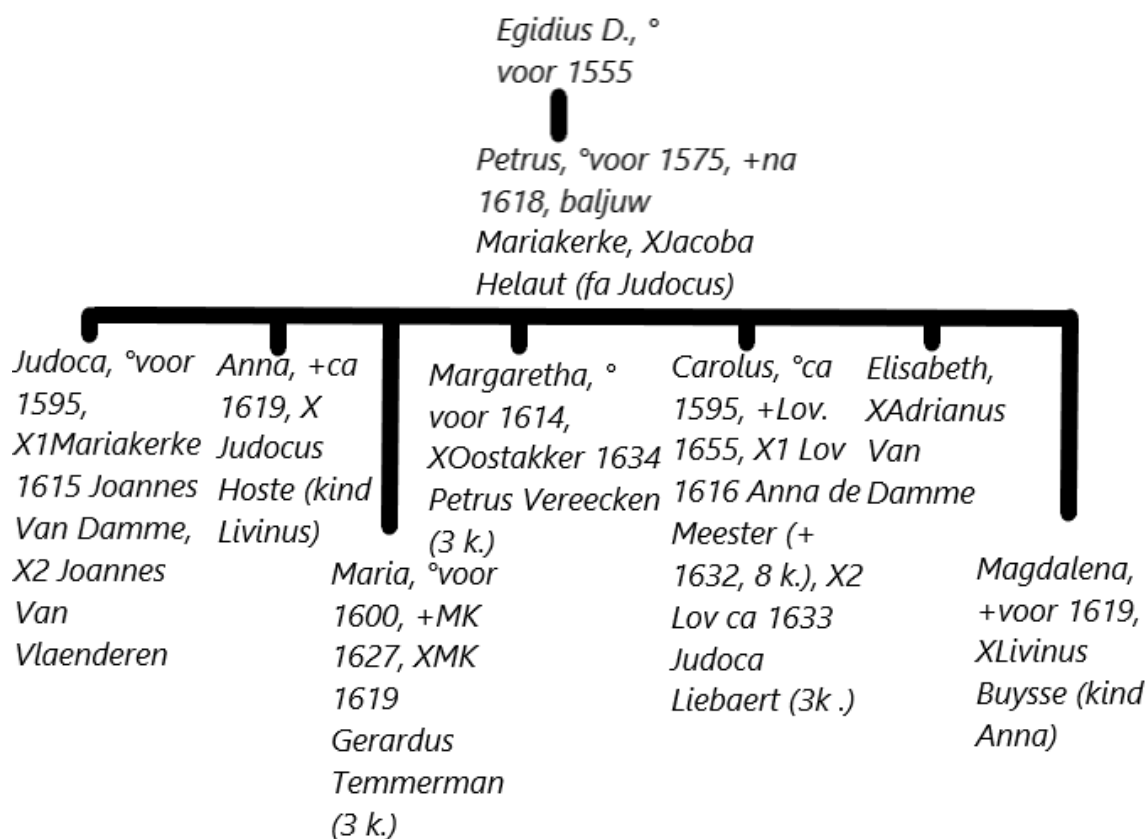 Egidius D., °
voor 1555
Petrus, °voor 1575, +na
1618, baljuw
Mariakerke, XJacoba
Helaut (fa Judocus)
Judoca, °voor
1595,
X1Mariakerke
1615 Joannes
Van Damme,
X2 Joannes
Van
Vlaenderen
Anna, +ca
1619, X
Judocus
Hoste (kind
Livinus)
Maria, °voor
1600, +MK
1627, XMK
1619
Gerardus
Temmerman
(3 k.)
Margaretha, °
voor 1614,
XOostakker 1634
Petrus Vereecken
(3 k.)
Carolus, °ca
1595, +Lov.
1655, X1 Lov
1616 Anna de
Meester (+
1632, 8 k.), X2
Lov ca 1633
Judoca
Liebaert (3k .)
Elisabeth,
XAdrianus
Van
Damme
Magdalena,
+voor 1619,
XLivinus
Buysse (kind
Anna)